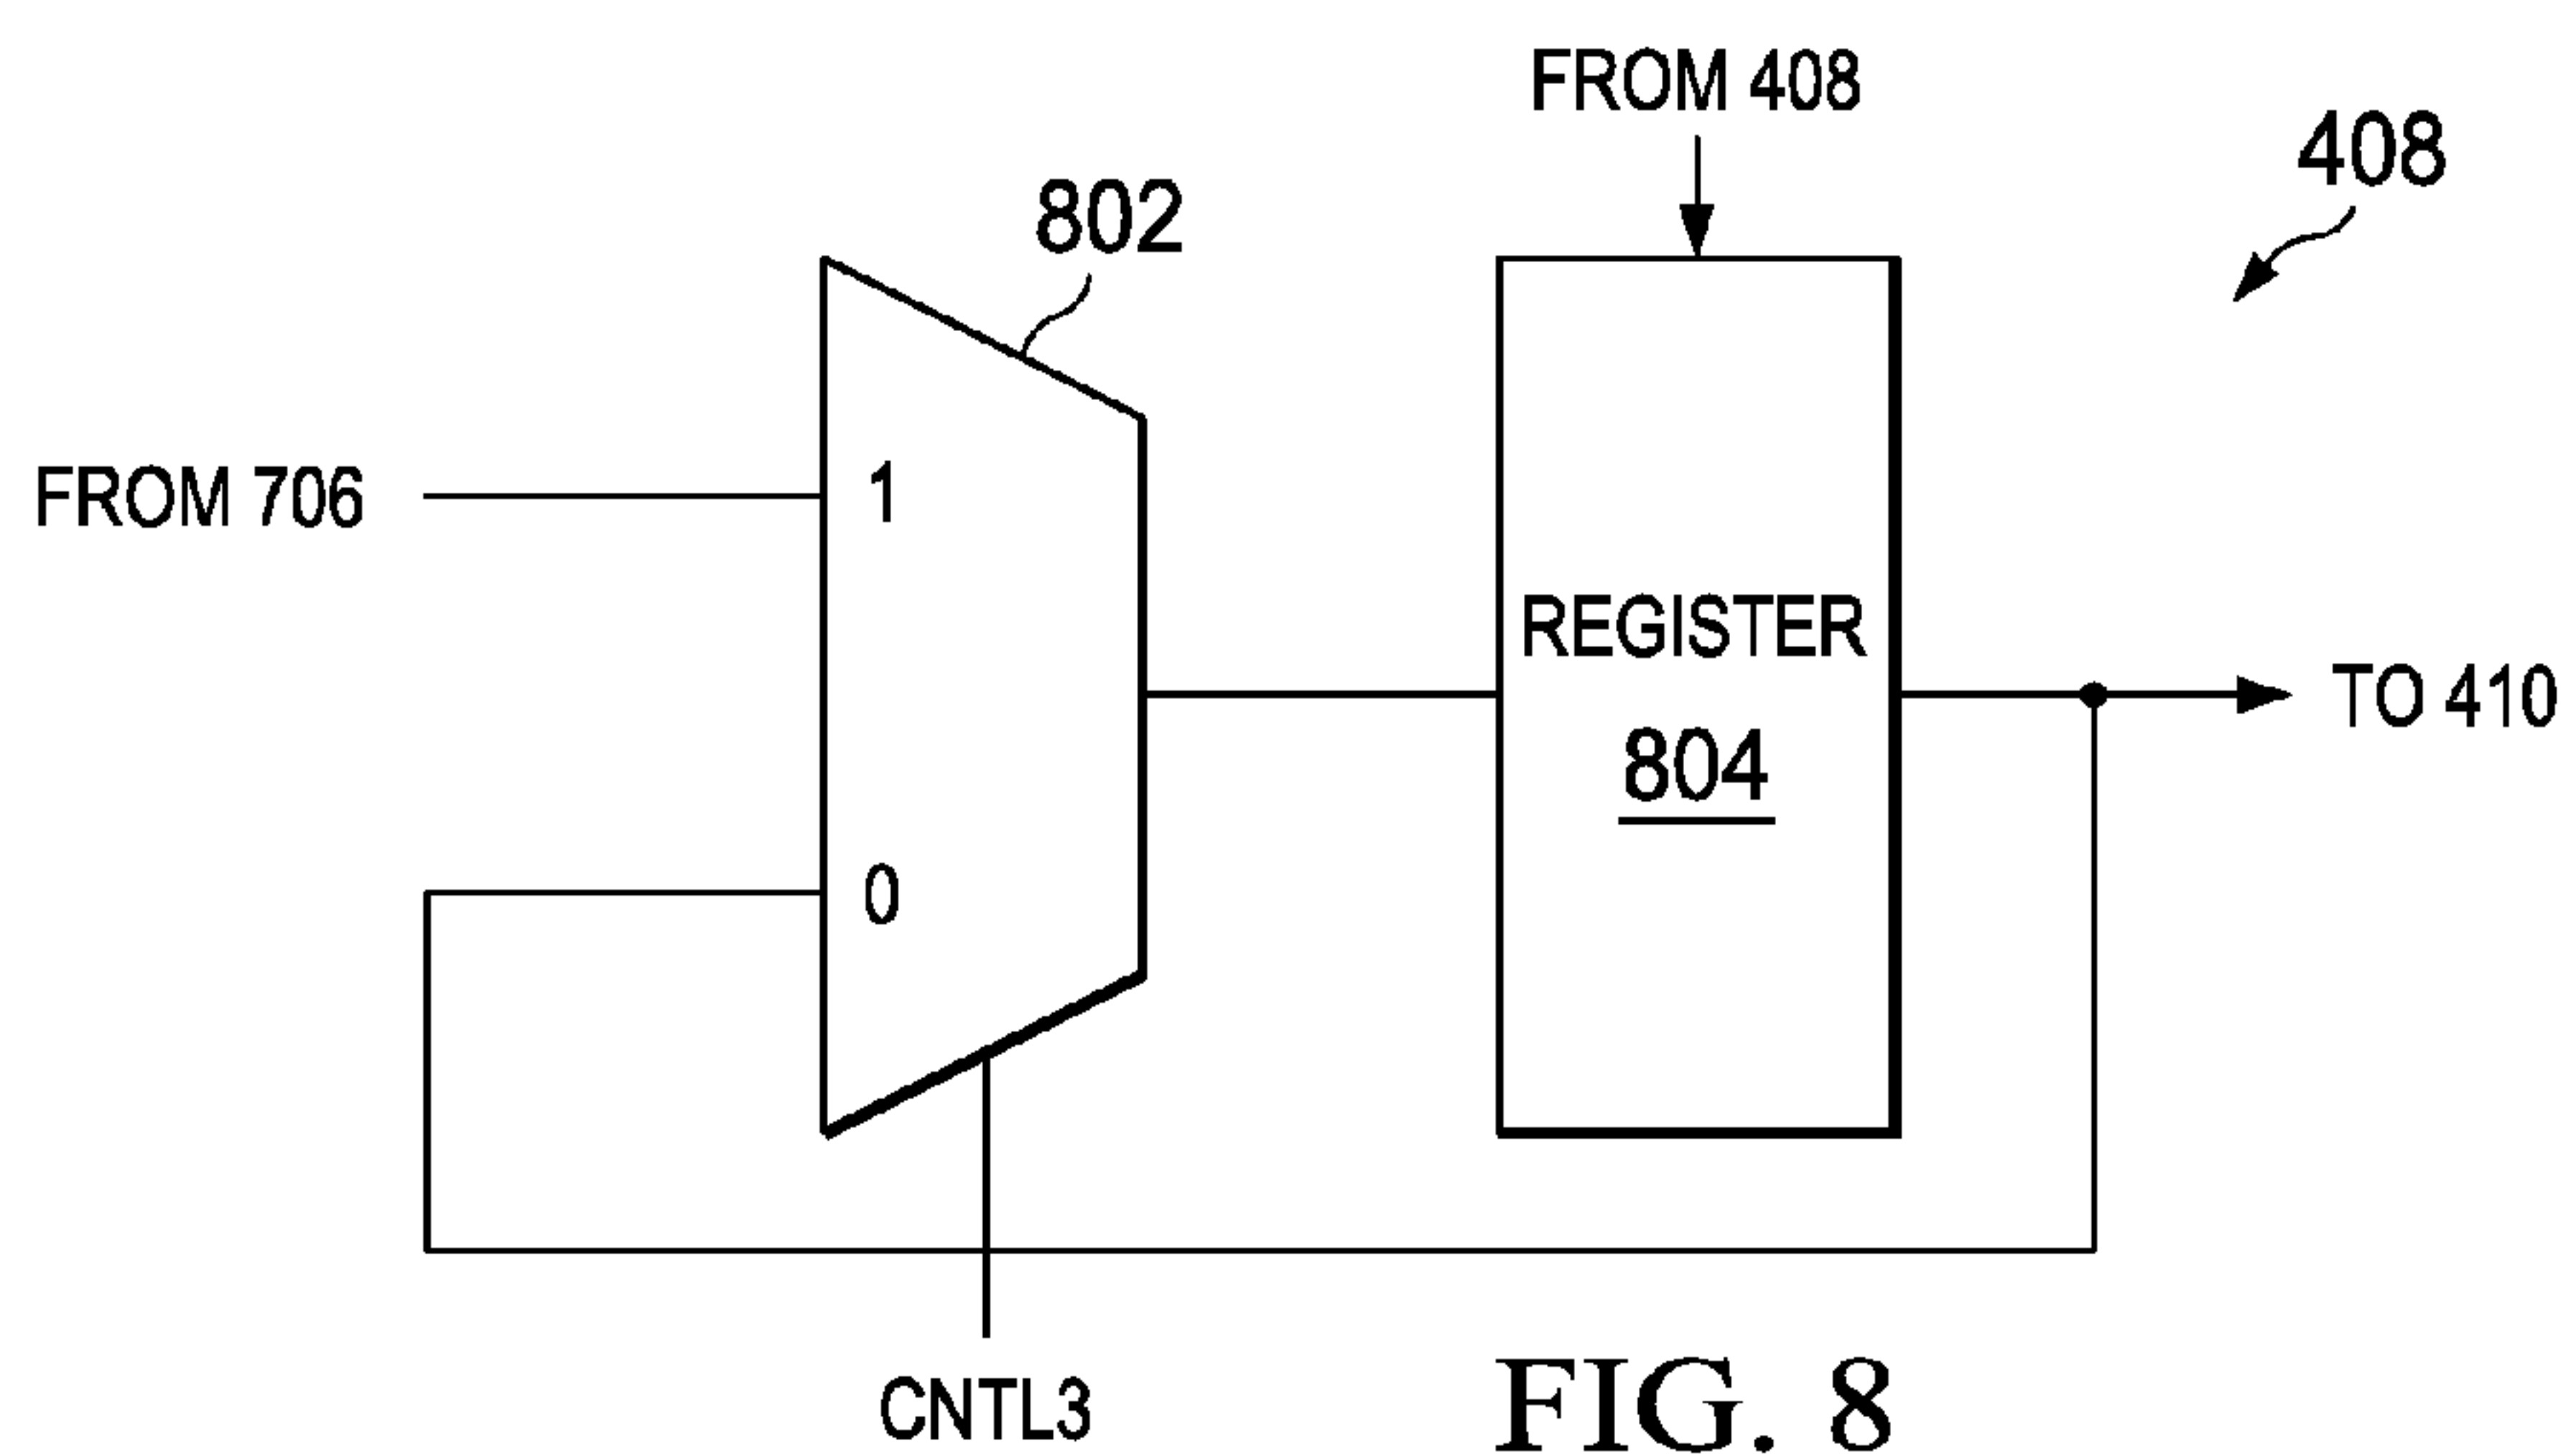 FROM 408
408
802
FROM 706
1
REGISTER
804
TO 410
0
CNTL3
FIG. 8